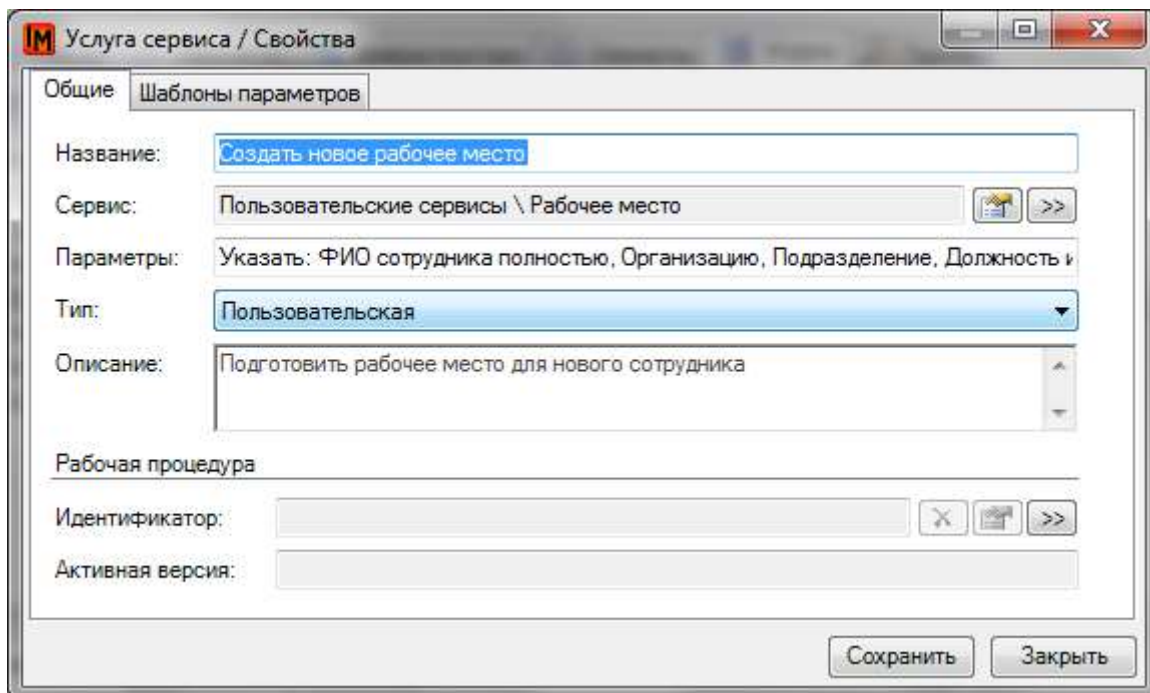 IM Услуга сервиса / Свойства
Общие Шаблоны параметров
Название: Создать новое рабочее место
Сервис: Пользовательские сервисы \ Рабочее место >>
Параметры: Указать: ФИО сотрудника полностью, Организацию, Подразделение, Должность и
Тип: Пользовательская
Описание: Подготовить рабочее место для нового сотрудника
Рабочая процедура
Идентификатор: >>
Активная версия:
Сохранить Закрыть